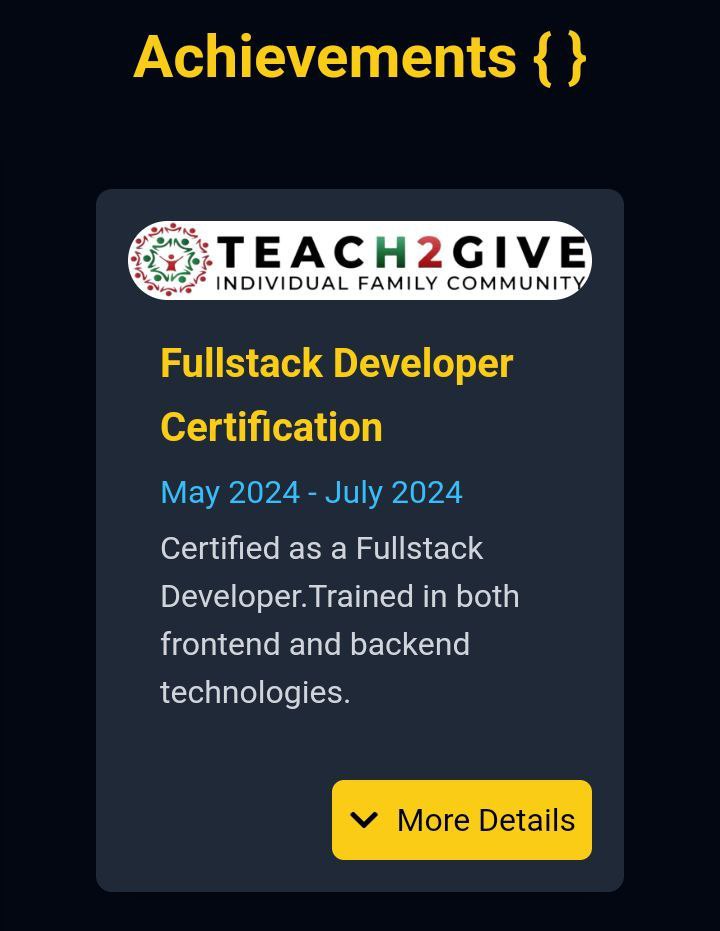 Achievements { }
TEACH2GIVE
INDIVIDUAL FAMILY COMMUNITY
Fullstack Developer
Certification
May 2024 - July 2024
Certified as a Fullstack
Developer.Trained in both
frontend and backend
technologies.
More Details